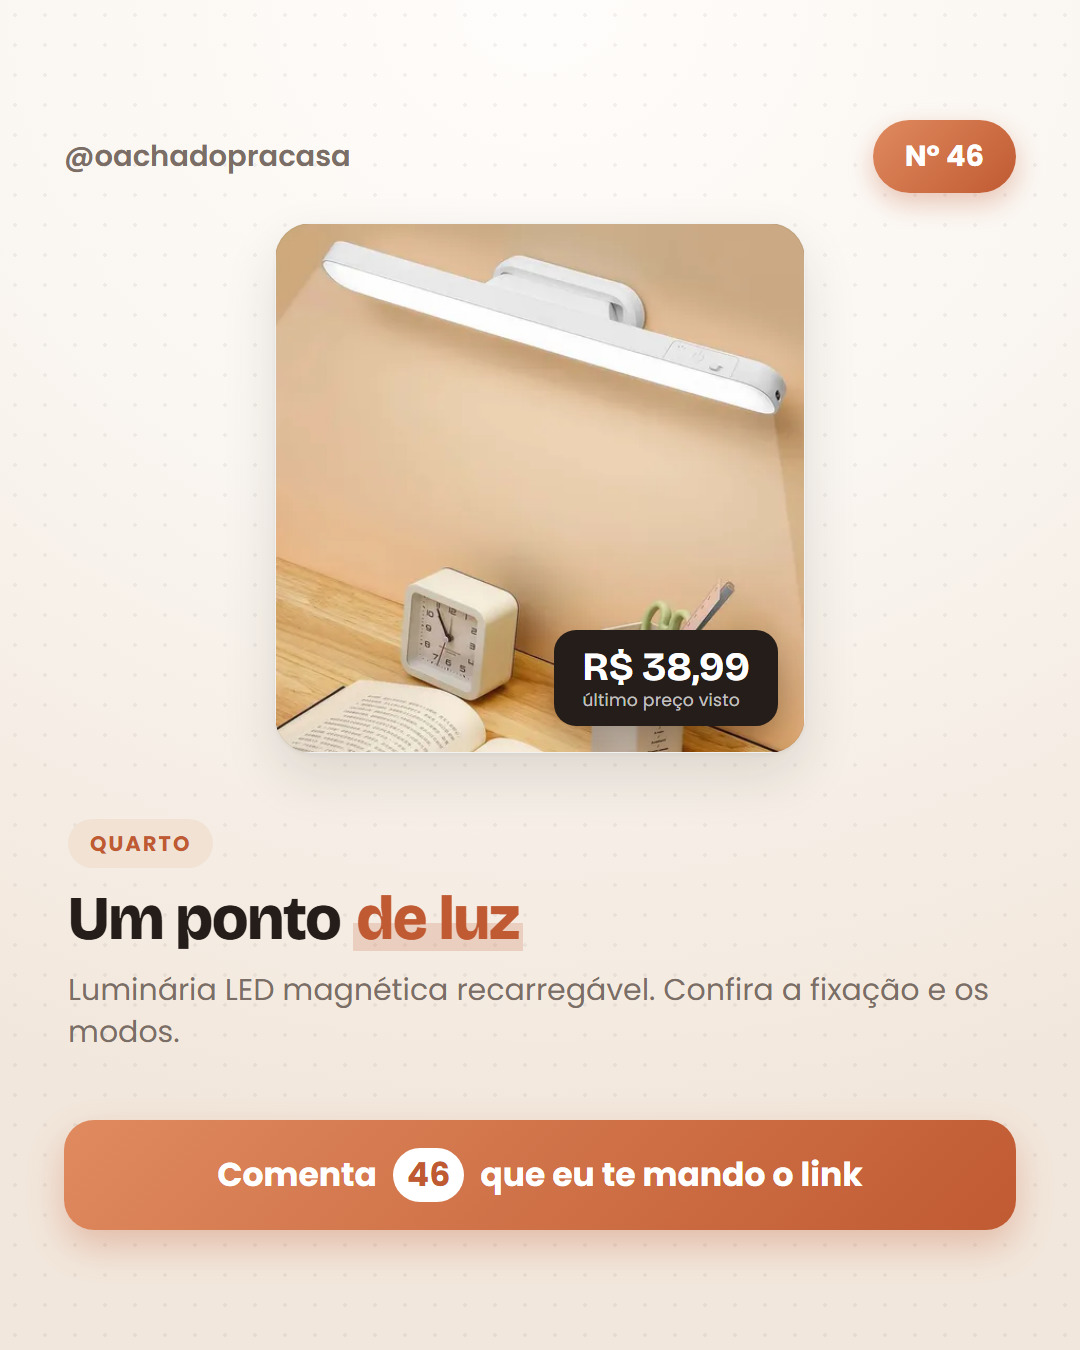 @oachadopracasa
Nº 46
R$ 38,99
último preço visto
QUARTO
Um ponto de luz
Luminária LED magnética recarregável. Confira a fixação e os
modos.
Comenta 46 que eu te mando o link